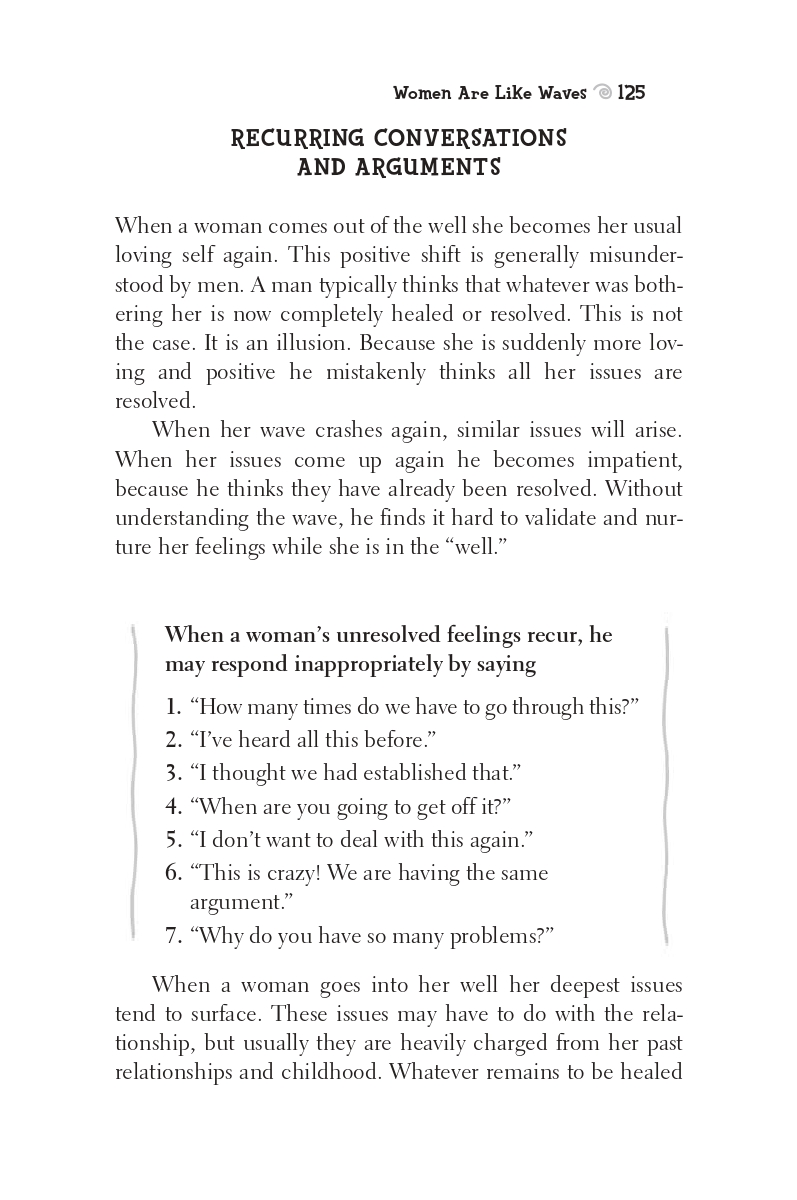 Women Are Like Waves 125
RECURRING CONVERSATIONS
AND ARGUMENTS
When a woman comes out of the well she becomes her usual
loving self again. This positive shift is generally misunder-
stood by men. A man typically thinks that whatever was both-
ering her is now completely healed or resolved. This is not
the case. It is an illusion. Because she is suddenly more lov-
ing and positive he mistakenly thinks all her issues are
resolved.
When her wave crashes again, similar issues will arise.
When her issues come up again he becomes impatient,
because he thinks they have already been resolved. Without
understanding the wave, he finds it hard to validate and nur-
ture her feelings while she is in the “well.”
When a woman’s unresolved feelings recur, he
may respond inappropriately by saying
1. “How many times do we have to go through this?”
2. “I’ve heard all this before.”
3. “I thought we had established that.”
4. “When are you going to get off it?”
5. “I don’t want to deal with this again.”
6. “This is crazy! We are having the same
argument.”
7. “Why do you have so many problems?”
When a woman goes into her well her deepest issues
tend to surface. These issues may have to do with the rela-
tionship, but usually they are heavily charged from her past
relationships and childhood. Whatever remains to be healed